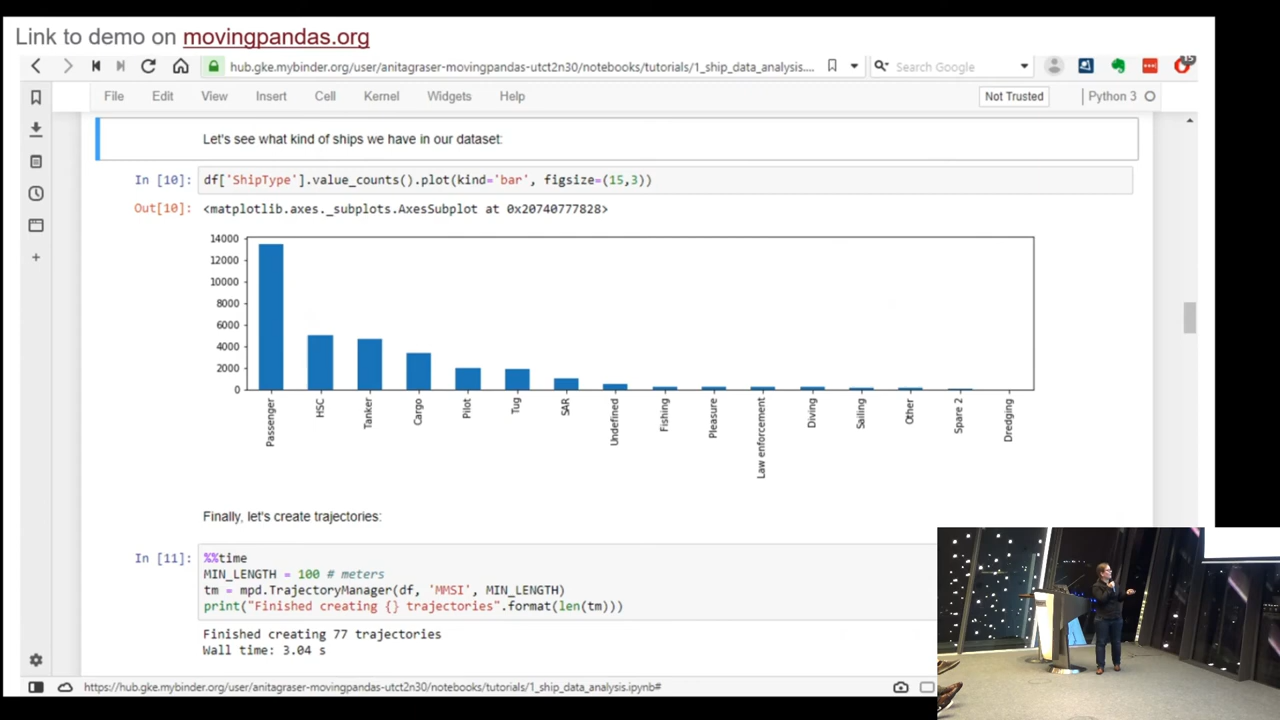 Link to demo on movingpandas.org
hub.gke.mybinder.org/user/anitagraser-movingpandas-utct2n30/notebooks/tutorials/1_ship_data_analysis....
Search Google
15
File Edit View Insert Cell Kernel Widgets Help
Not Trusted
Python 3
Let's see what kind of ships we have in our dataset:
In [10]: df['ShipType'].value_counts().plot(kind='bar', figsize=(15,3))
Out[10]: <matplotlib.axes._subplots.AxesSubplot at 0x20740777828>
14000
12000
10000
8000
6000
4000
2000
0
Passenger
HSC
Tanker
Cargo
Pilot
Tug
SAR
Undefined
Fishing
Pleasure
Law enforcement
Diving
Sailing
Other
Spare 2
Dredging
Finally, let's create trajectories:
In [11]: %%time
MIN_LENGTH = 100 # meters
tm = mpd.TrajectoryManager(df, 'MMSI', MIN_LENGTH)
print("Finished creating {} trajectories".format(len(tm)))
Finished creating 77 trajectories
Wall time: 3.04 s
https://hub.gke.mybinder.org/user/anitagraser-movingpandas-utct2n30/notebooks/tutorials/1_ship_data_analysis.ipynb#